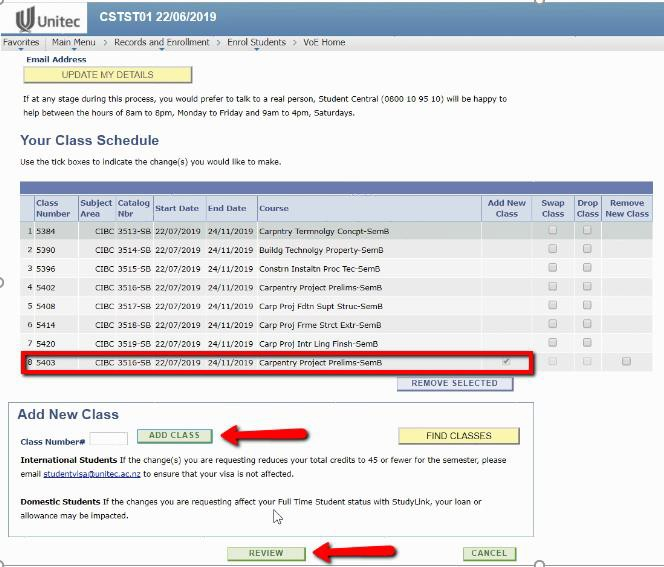 Unitec
CSTST01 22/06/2019
Favorites Main Menu > Records and Enrollment > Enrol Students > VoE Home
Email Address
UPDATE MY DETAILS
If at any stage during this process, you would prefer to talk to a real person, Student Central (0800 10 95 10) will be happy to
help between the hours of 8am to 8pm, Monday to Friday and 9am to 4pm, Saturdays.
Your Class Schedule
Use the tick boxes to indicate the change(s) you would like to make.
Class Number Subject Area Catalog Nbr Start Date End Date Course Add New Class Swap Class Drop Class Remove New Class
1 5384 CIBC 3513-SB 22/07/2019 24/11/2019 Carpntry Termnolgy Concpt-SemB
2 5390 CIBC 3514-SB 22/07/2019 24/11/2019 Buildg Technolgy Property-SemB
3 5396 CIBC 3515-SB 22/07/2019 24/11/2019 Constrn Instaltn Proc Tec-SemB
4 5402 CIBC 3516-SB 22/07/2019 24/11/2019 Carpentry Project Prelims-SemB
5 5408 CIBC 3517-SB 22/07/2019 24/11/2019 Carp Proj Fdtn Supt Struc-SemB
6 5414 CIBC 3518-SB 22/07/2019 24/11/2019 Carp Proj Frme Strct Extr-SemB
7 5420 CIBC 3519-SB 22/07/2019 24/11/2019 Carp Proj Intr Ling Finsh-SemB
8 5403 CIBC 3516-SB 22/07/2019 24/11/2019 Carpentry Project Prelims-SemB
REMOVE SELECTED
Add New Class
Class Number# ADD CLASS FIND CLASSES
International Students If the change(s) you are requesting reduces your total credits to 45 or fewer for the semester, please
email studentvisa@unitec.ac.nz to ensure that your visa is not affected.
Domestic Students If the changes you are requesting affect your Full Time Student status with StudyLink, your loan or
allowance may be impacted.
REVIEW CANCEL